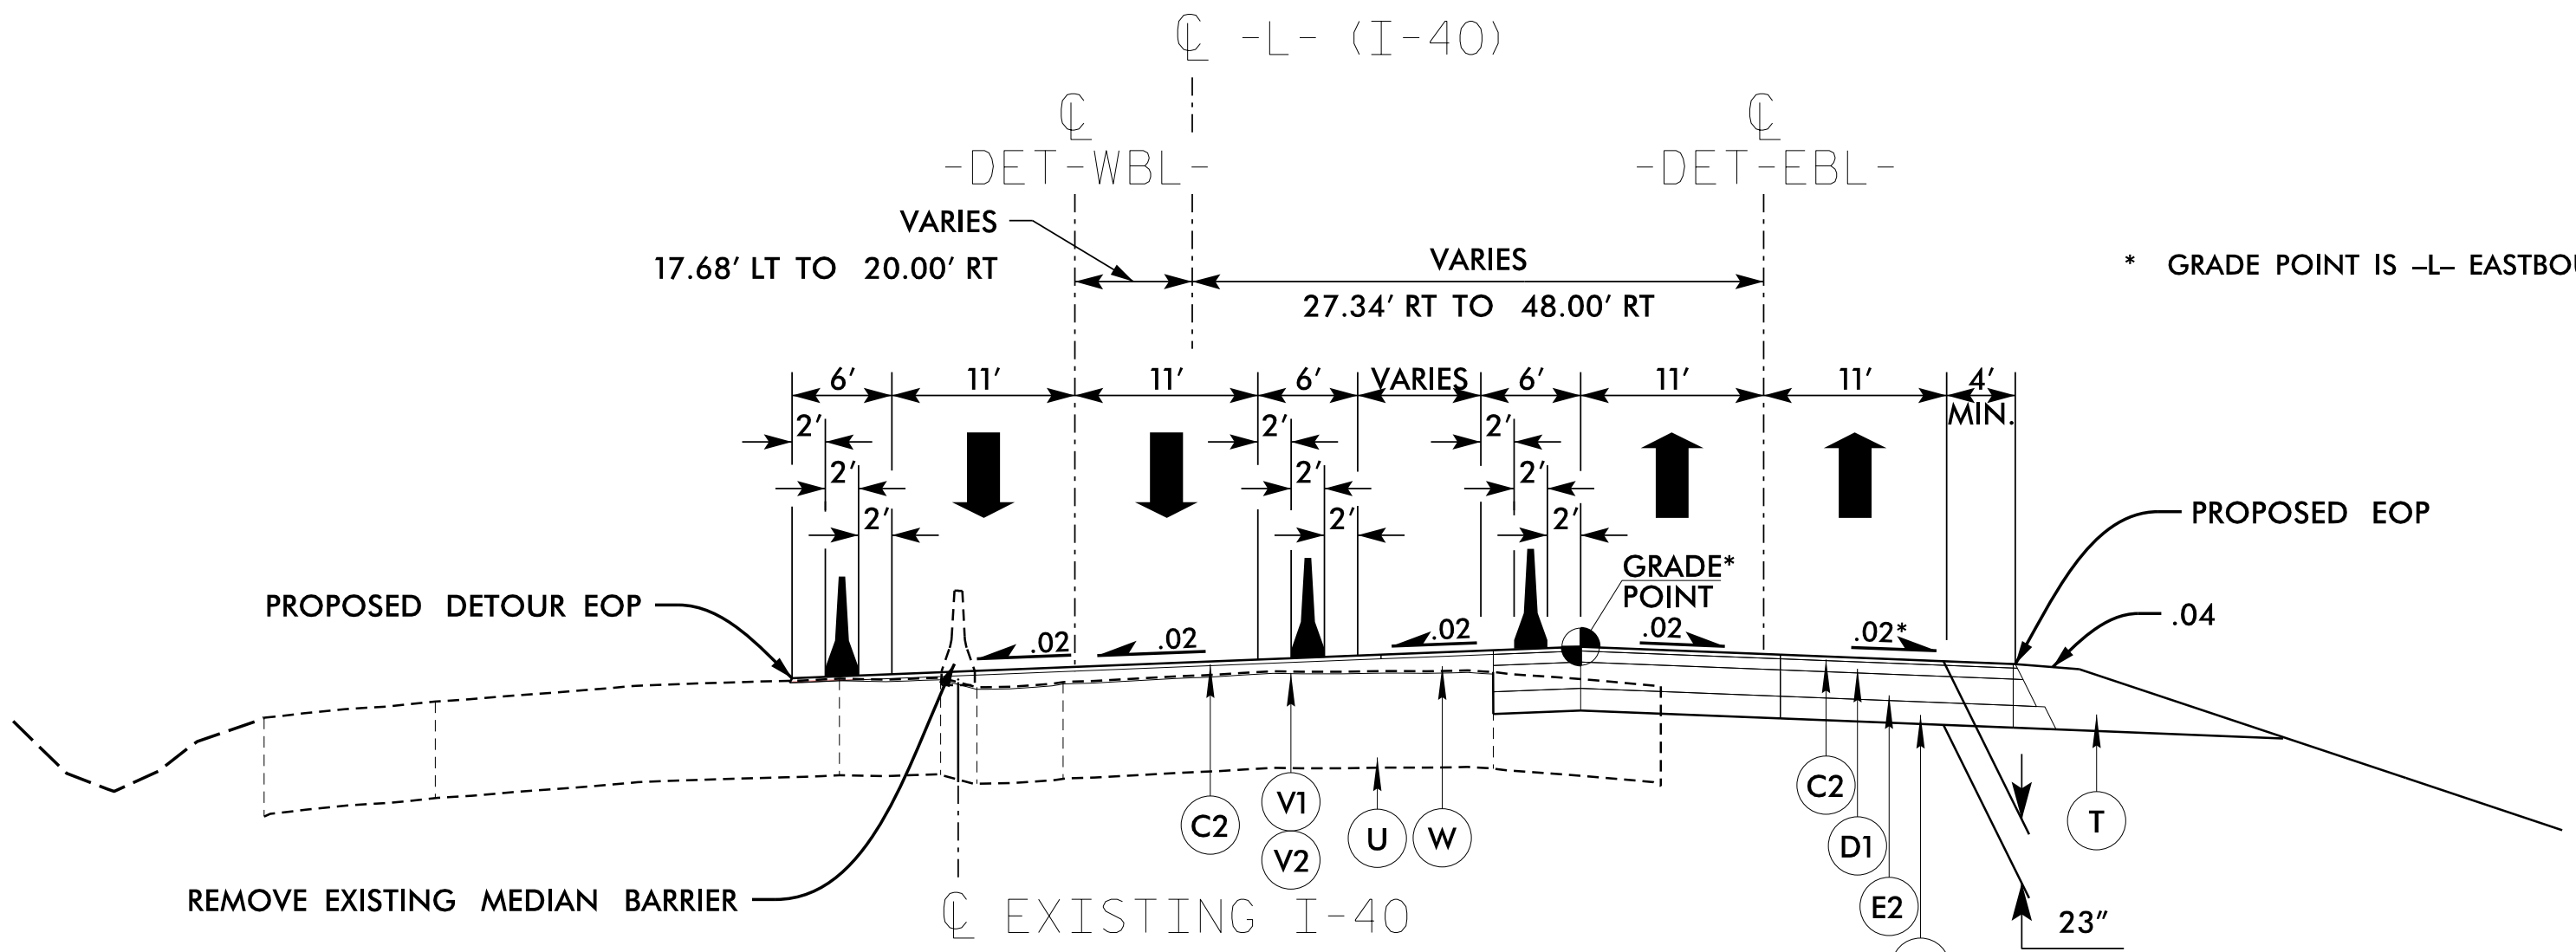 ℄ -L- (I-40)
℄
-DET-WBL-
℄
-DET-EBL-
VARIES
17.68' LT TO 20.00' RT
VARIES
27.34' RT TO 48.00' RT
* GRADE POINT IS –L–
6' 11' 11' 6' VARIES 6' 11' 11' 4'
MIN.
2' 2' 2'
2' 2' 2'
2' 2' 2'
PROPOSED EOP
GRADE*
POINT
PROPOSED DETOUR EOP
.04
.02 .02 .02 .02 .02*
C2
V1
V2
U
W
C2
D1
E2
T
REMOVE EXISTING MEDIAN BARRIER
℄ EXISTING I-40
23"